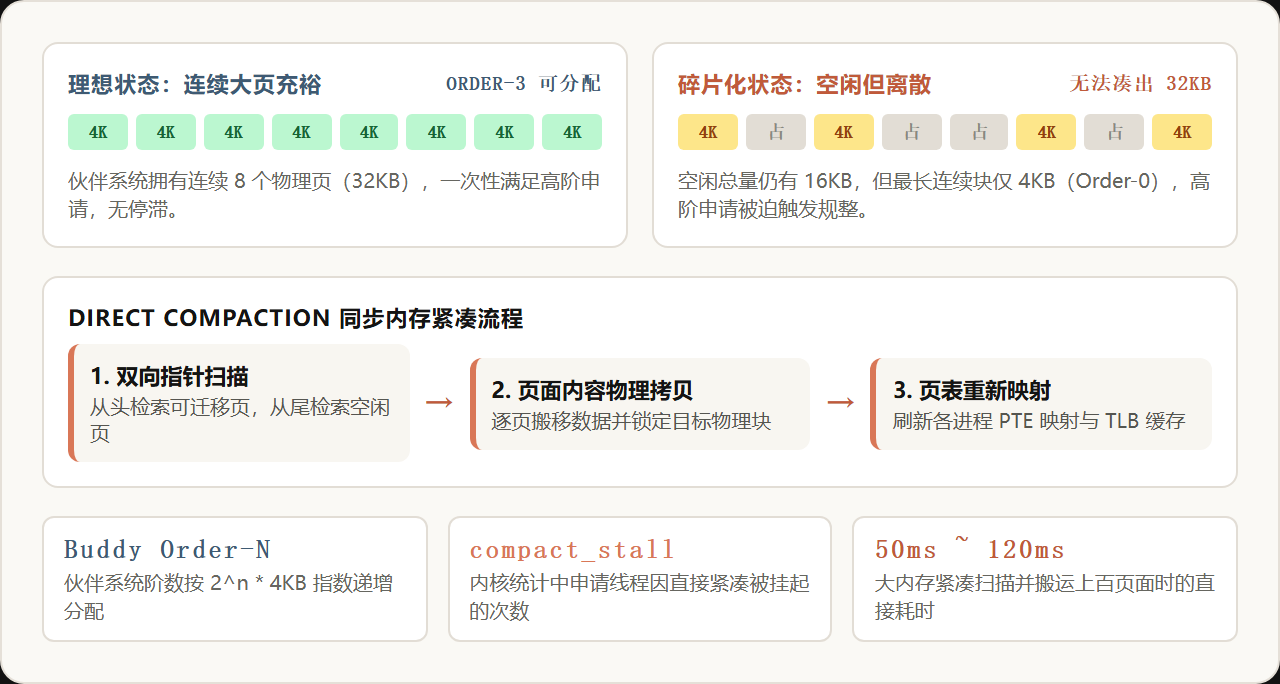 理想状态：连续大页充裕
ORDER-3 可分配
4K 4K 4K 4K 4K 4K 4K 4K
伙伴系统拥有连续 8 个物理页（32KB），一次性满足高阶申
请，无停滞。
碎片化状态：空闲但离散
无法凑出 32KB
4K 占 4K 占 占 4K 占 4K
空闲总量仍有 16KB，但最长连续块仅 4KB（Order-0），高
阶申请被迫触发规整。
DIRECT COMPACTION 同步内存紧凑流程
1. 双向指针扫描
从头检索可迁移页，从尾检索空闲
页
→
2. 页面内容物理拷贝
逐页搬移数据并锁定目标物理块
→
3. 页表重新映射
刷新各进程 PTE 映射与 TLB 缓存
Buddy Order-N
伙伴系统阶数按 2^n * 4KB 指数递增
分配
compact_stall
内核统计中申请线程因直接紧凑被挂起
的次数
50ms ~ 120ms
大内存紧凑扫描并搬运上百页面时的直
接耗时